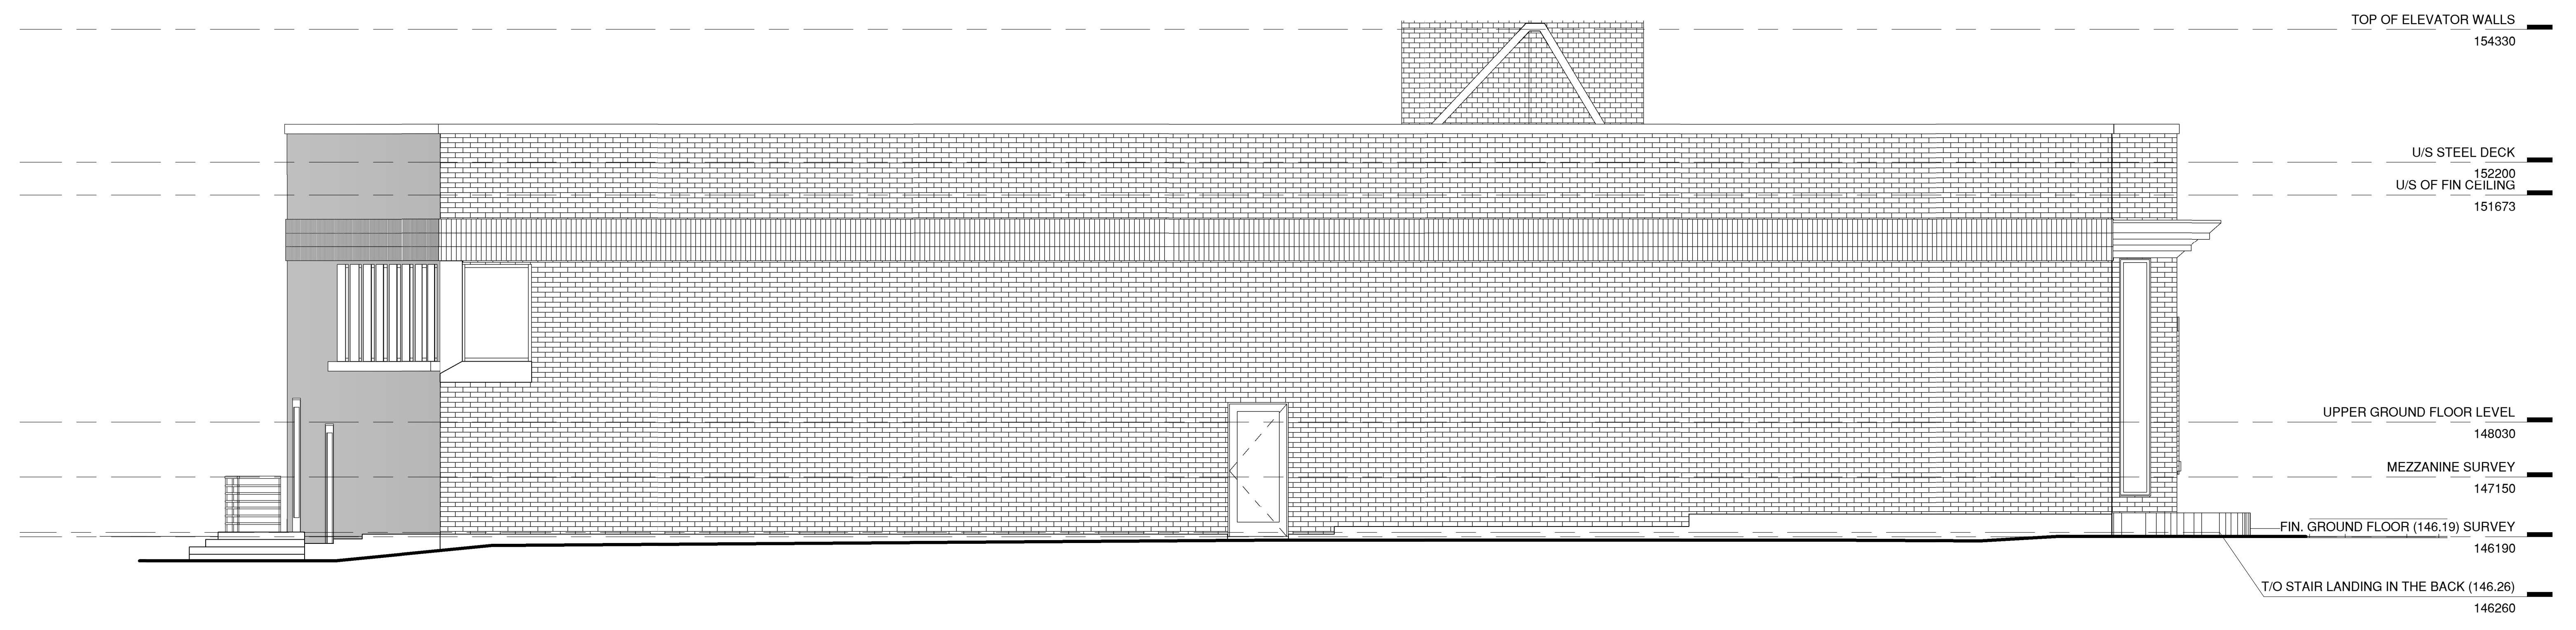 TOP OF ELEVATOR WALLS
154330
U/S STEEL DECK
152200
U/S OF FIN CEILING
151673
UPPER GROUND FLOOR LEVEL
148030
MEZZANINE SURVEY
147150
FIN. GROUND FLOOR (146.19) SURVEY
146190
T/O STAIR LANDING IN THE BACK (146.26)
146260